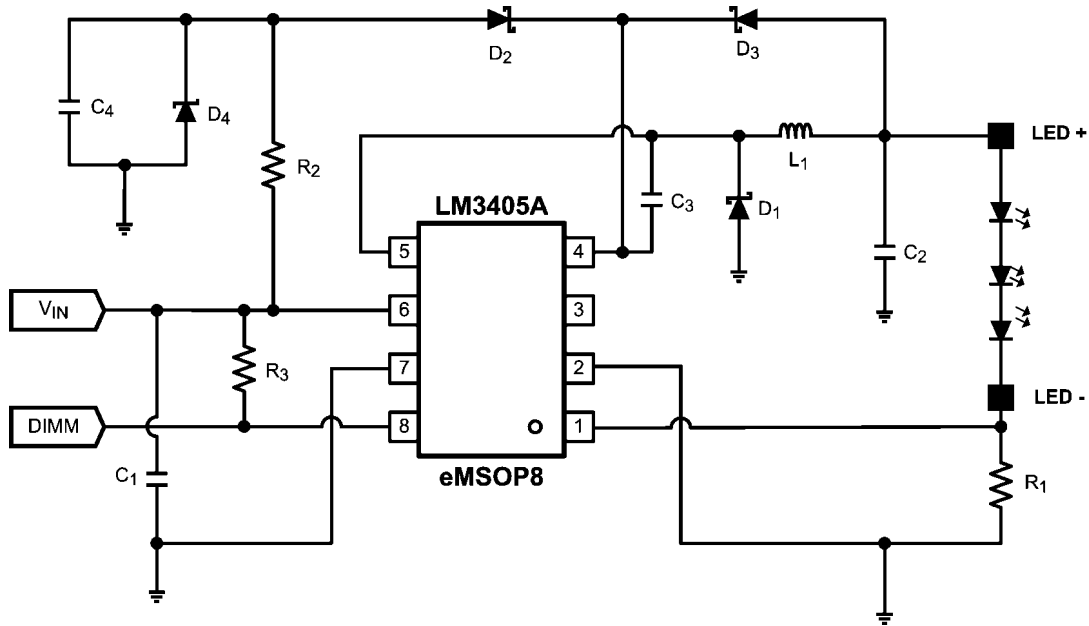 D2
D3
C4
D4
R2
L1
LED +
LM3405A
C3
D1
5
4
C2
VIN
6
3
R3
7
2
LED -
DIMM
8
1
C1
eMSOP8
R1